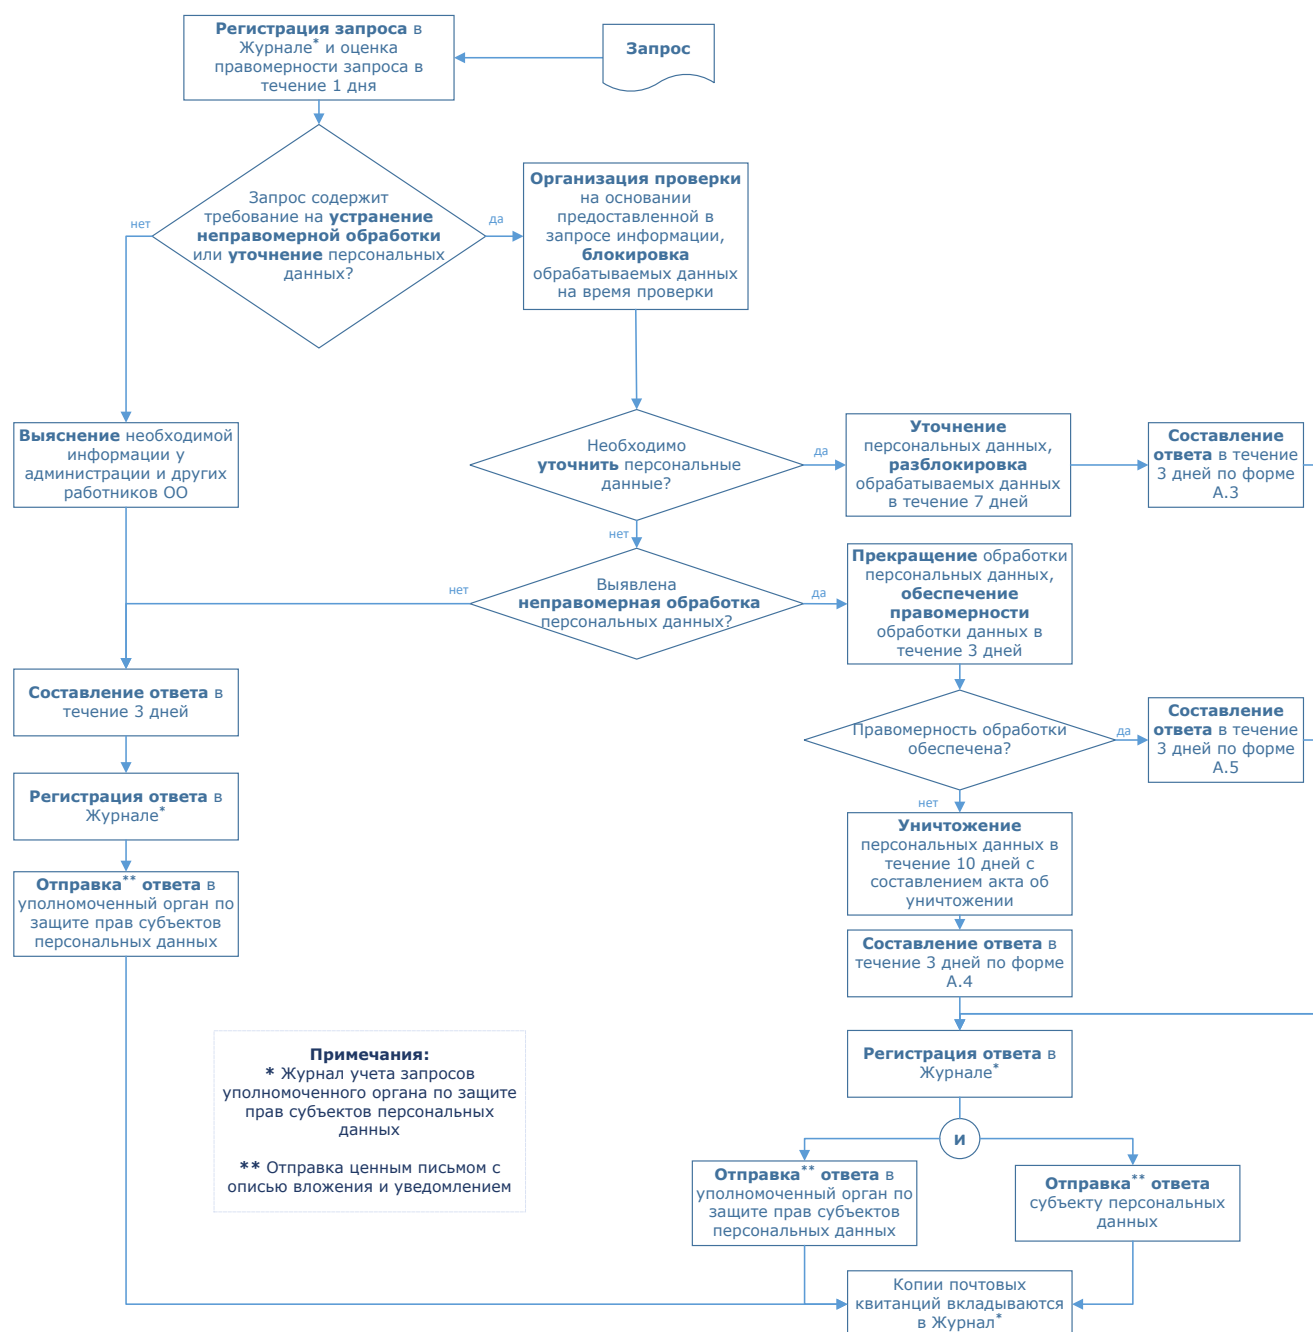 Регистрация запроса в
Журнале* и оценка
правомерности запроса в
течение 1 дня
Запрос
Запрос содержит
требование на устранение
неправомерной обработки
или уточнение персональных
данных?
нет
да
Организация проверки
на основании
предоставленной в
запросе информации,
блокировка
обрабатываемых данных
на время проверки
Выяснение необходимой
информации у
администрации и других
работников ОО
Необходимо
уточнить персональные
данные?
да
нет
Уточнение
персональных данных,
разблокировка
обрабатываемых данных
в течение 7 дней
Составление
ответа в течение
3 дней по форме
А.3
Выявлена
неправомерная обработка
персональных данных?
нет
да
Прекращение обработки
персональных данных,
обеспечение
правомерности
обработки данных в
течение 3 дней
Составление ответа в
течение 3 дней
Правомерность обработки
обеспечена?
да
нет
Составление
ответа в течение
3 дней по форме
А.5
Регистрация ответа в
Журнале*
Уничтожение
персональных данных в
течение 10 дней с
составлением акта об
уничтожении
Отправка** ответа в
уполномоченный орган по
защите прав субъектов
персональных данных
Составление ответа в
течение 3 дней по форме
А.4
Регистрация ответа в
Журнале*
Примечания:
* Журнал учета запросов
уполномоченного органа по защите
прав субъектов персональных
данных
** Отправка ценным письмом с
описью вложения и уведомлением
и
Отправка** ответа в
уполномоченный орган по
защите прав субъектов
персональных данных
Отправка** ответа
субъекту персональных
данных
Копии почтовых
квитанций вкладываются
в Журнал*